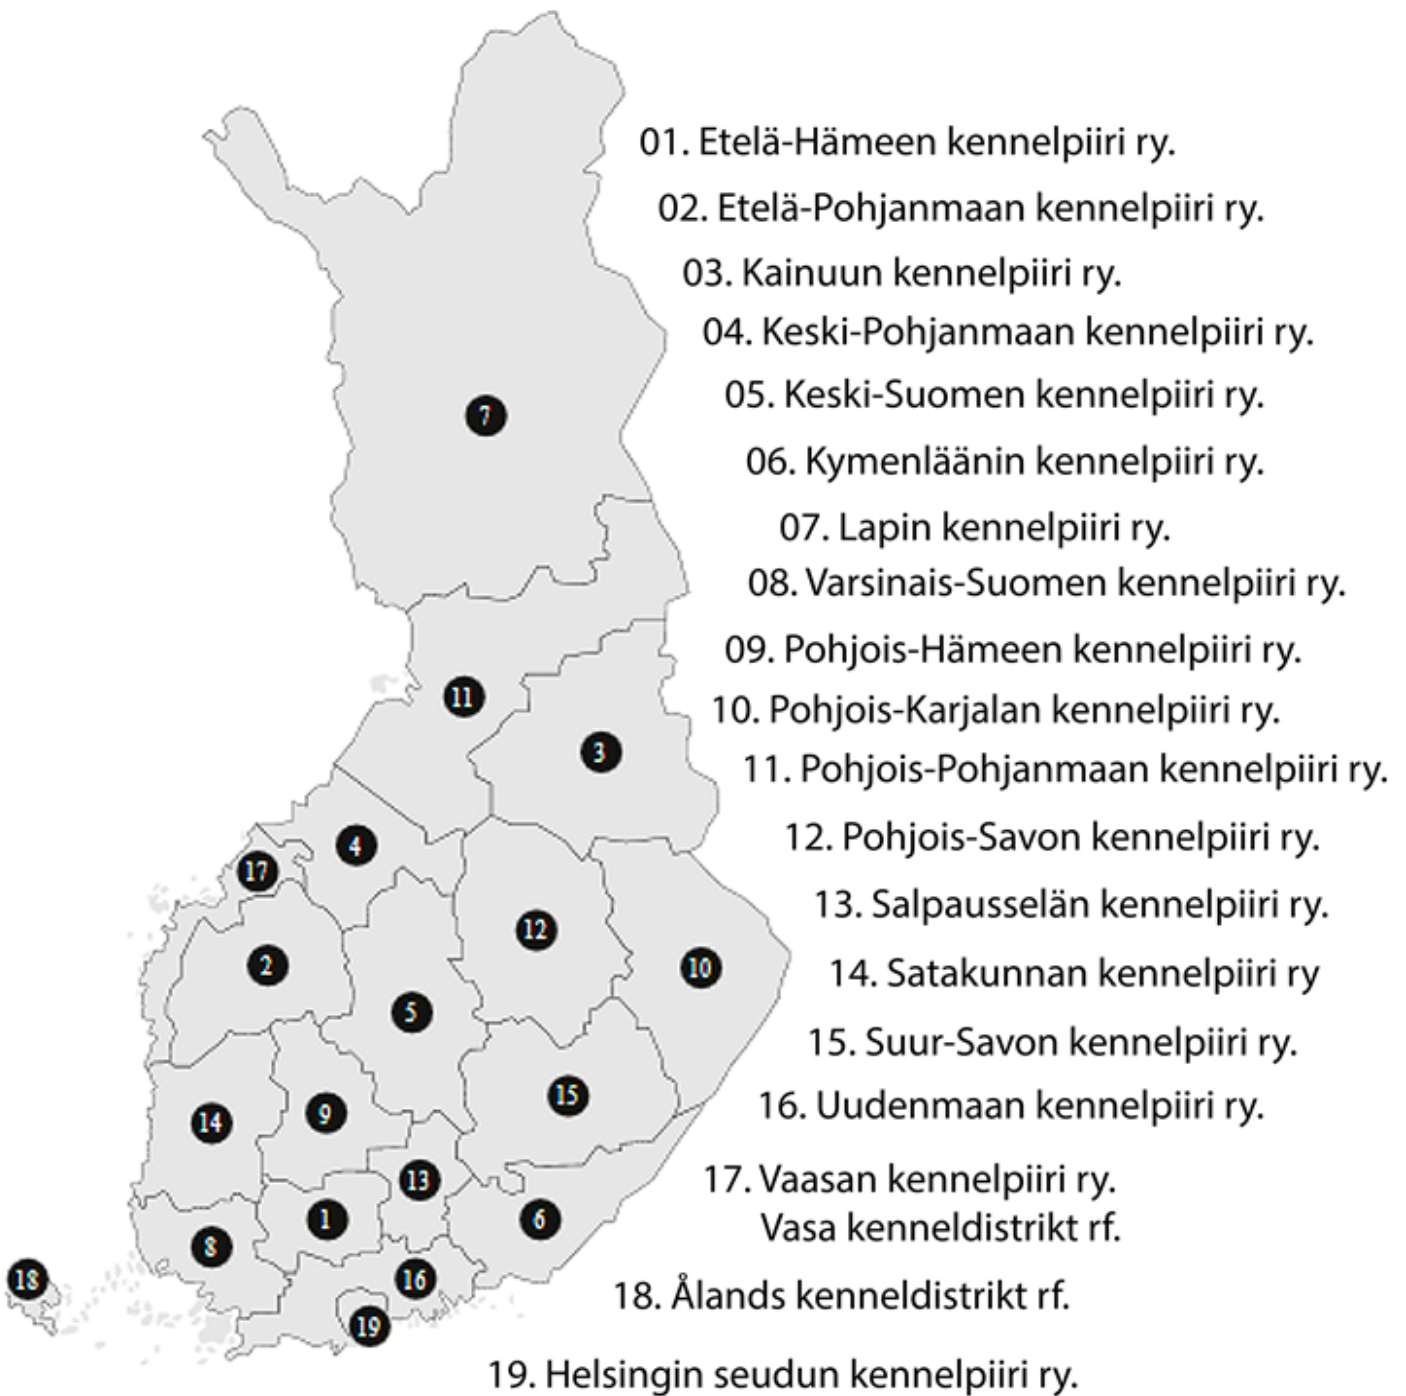 01. Etelä-Hämeen kennelpiiri ry.
02. Etelä-Pohjanmaan kennelpiiri ry.
03. Kainuun kennelpiiri ry.
04. Keski-Pohjanmaan kennelpiiri ry.
05. Keski-Suomen kennelpiiri ry.
06. Kymenläänin kennelpiiri ry.
07. Lapin kennelpiiri ry.
08. Varsinais-Suomen kennelpiiri ry.
09. Pohjois-Hämeen kennelpiiri ry.
10. Pohjois-Karjalan kennelpiiri ry.
11. Pohjois-Pohjanmaan kennelpiiri ry.
12. Pohjois-Savon kennelpiiri ry.
13. Salpausselän kennelpiiri ry.
14. Satakunnan kennelpiiri ry
15. Suur-Savon kennelpiiri ry.
16. Uudenmaan kennelpiiri ry.
17. Vaasan kennelpiiri ry.
Vasa kenneldistrikt rf.
18. Ålands kenneldistrikt rf.
19. Helsingin seudun kennelpiiri ry.
7
11
3
4
17
12
2
10
5
15
9
14
13
1
6
8
16
18
19